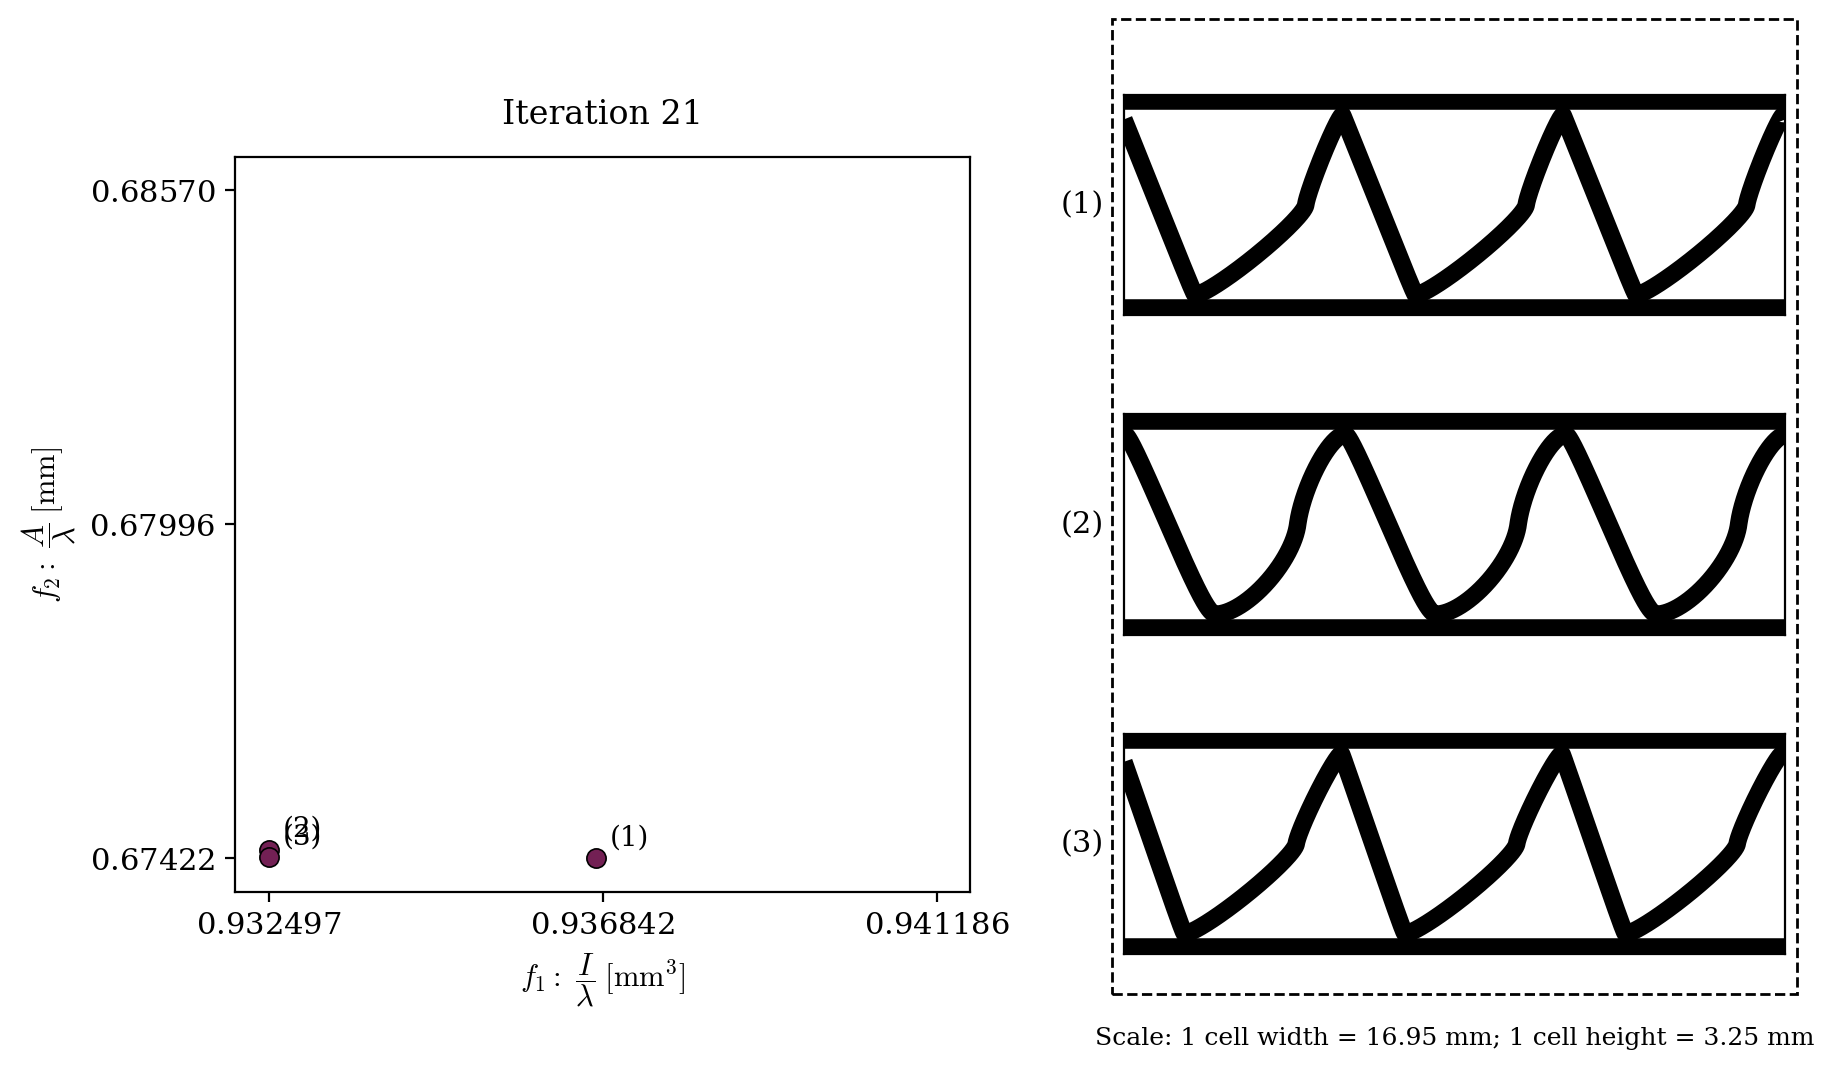 Iteration 21
0.68570
0.67996
0.67422
f₂ : A/λ [mm]
(2)
(3)
(1)
0.932497 0.936842 0.941186
f₁ : I/λ [mm³]
(1)
(2)
(3)
Scale: 1 cell width = 16.95 mm; 1 cell height = 3.25 mm